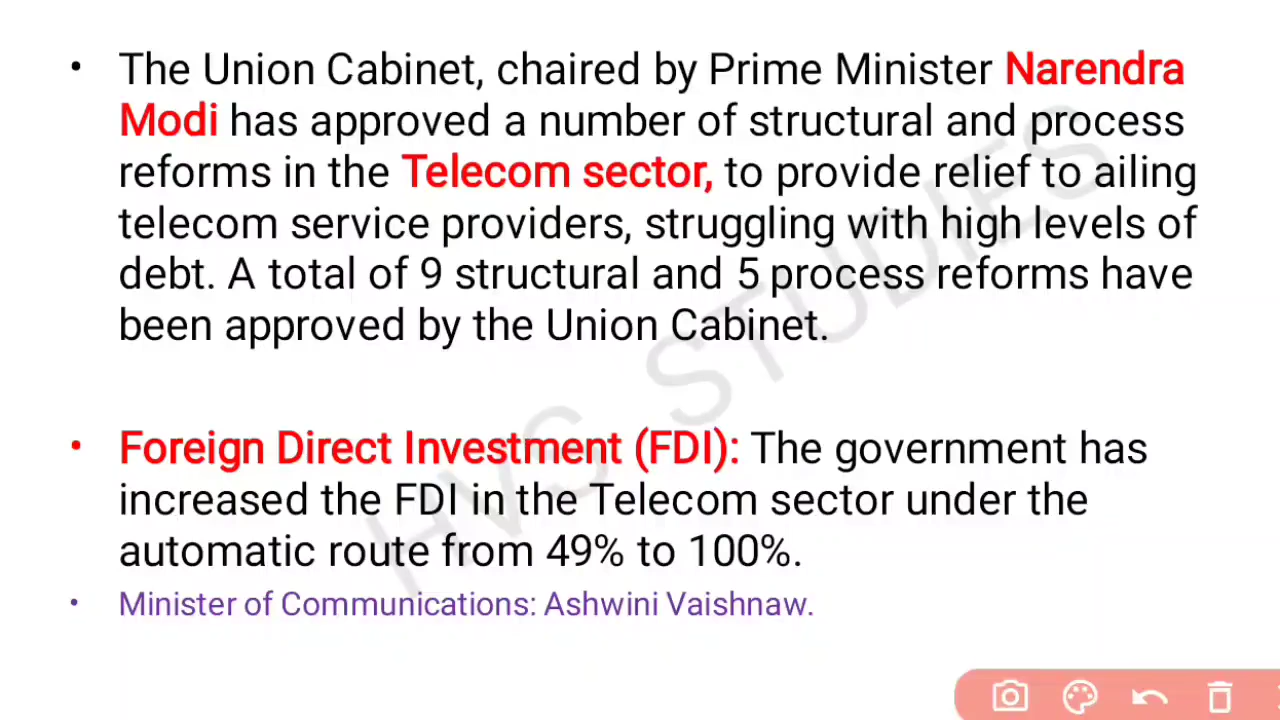 • The Union Cabinet, chaired by Prime Minister Narendra
Modi has approved a number of structural and process
reforms in the Telecom sector, to provide relief to ailing
telecom service providers, struggling with high levels of
debt. A total of 9 structural and 5 process reforms have
been approved by the Union Cabinet.
• Foreign Direct Investment (FDI): The government has
increased the FDI in the Telecom sector under the
automatic route from 49% to 100%.
• Minister of Communications: Ashwini Vaishnaw.
HVS STUDIES